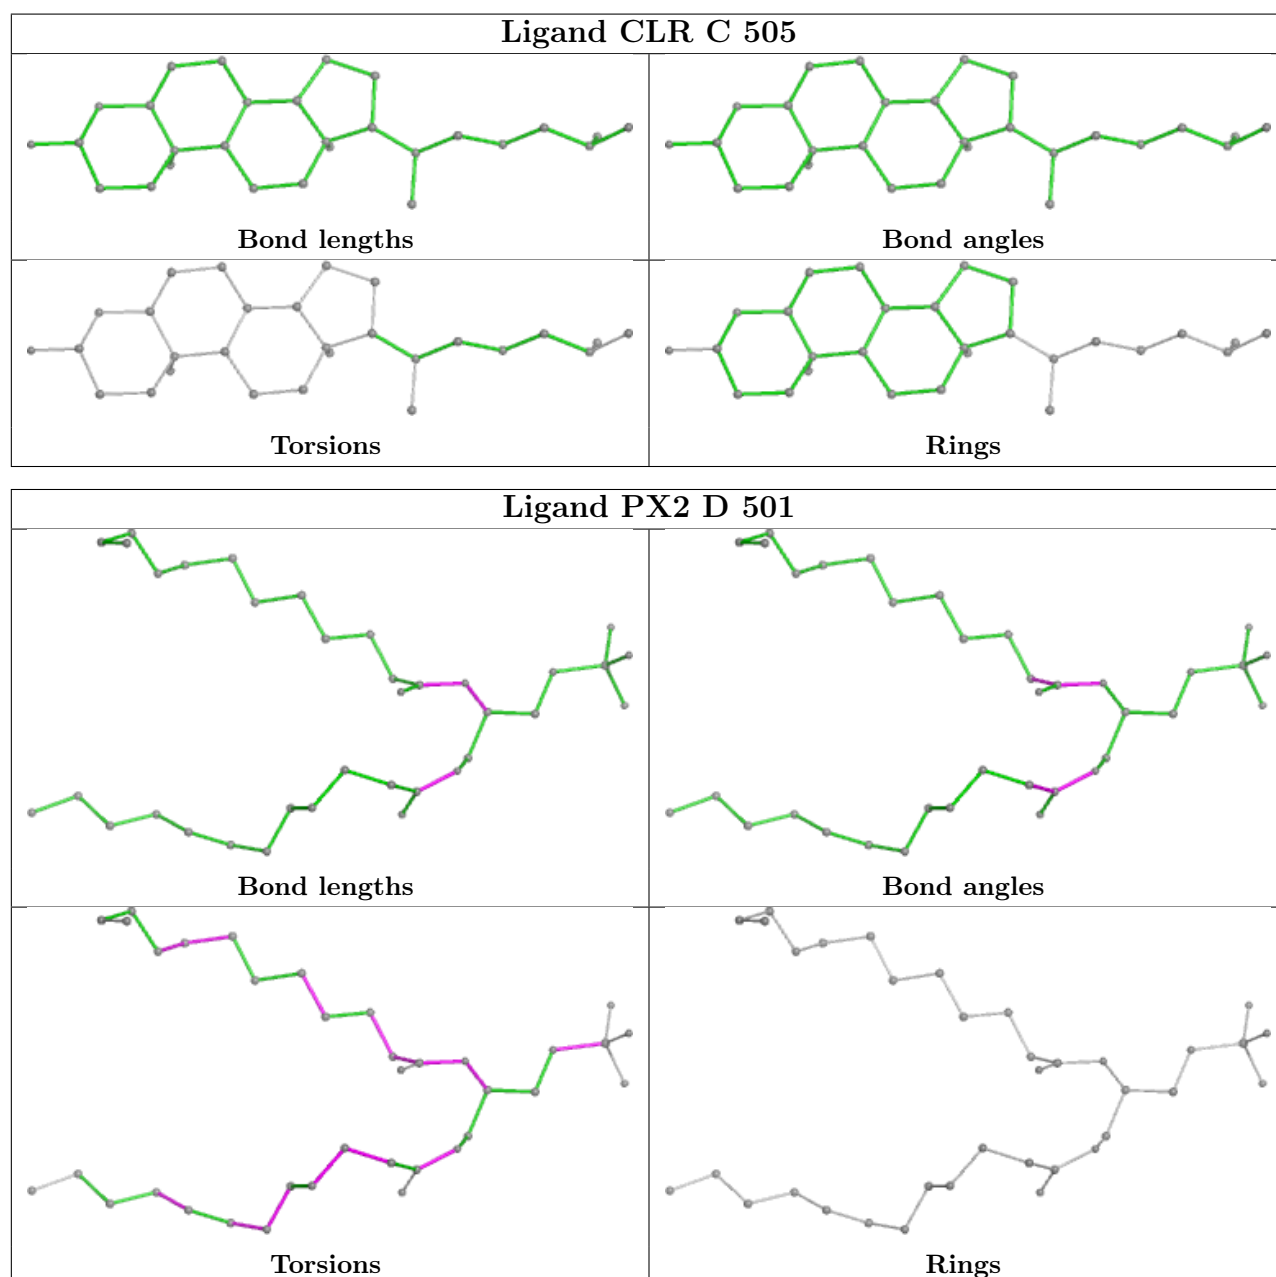 Ligand CLR C 505
Bond lengths
Bond angles
Torsions
Rings
Ligand PX2 D 501
Bond lengths
Bond angles
Torsions
Rings